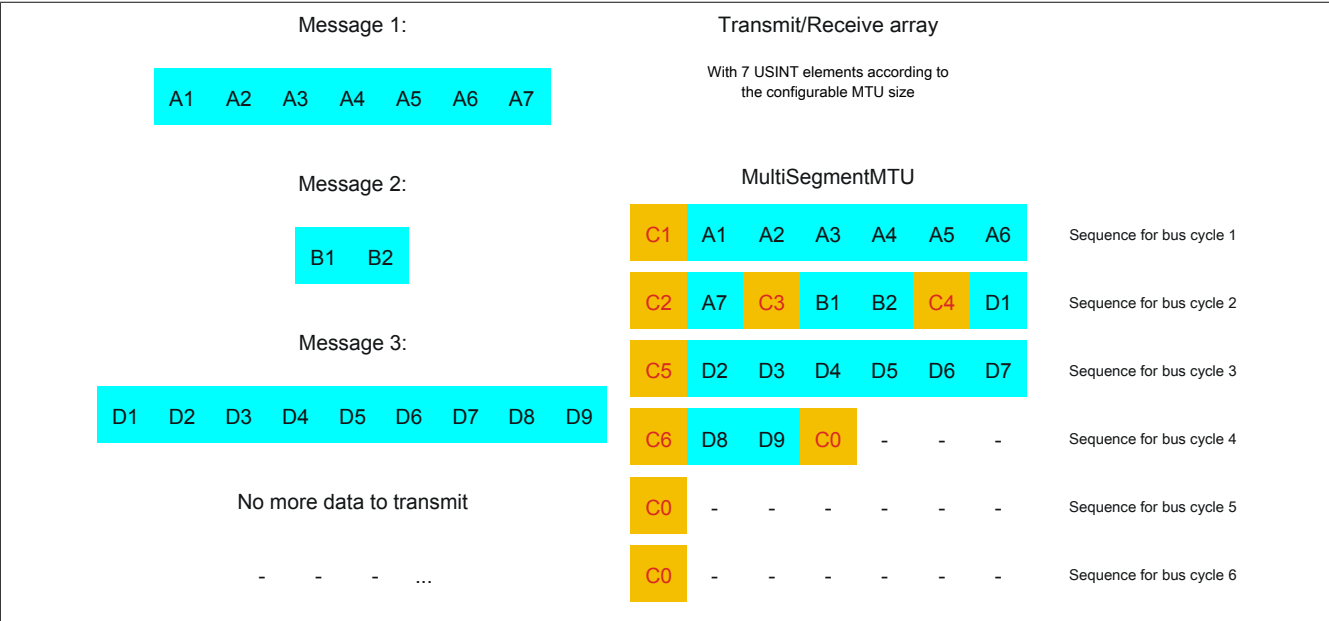 Message 1:
A1 A2 A3 A4 A5 A6 A7
Message 2:
B1 B2
Message 3:
D1 D2 D3 D4 D5 D6 D7 D8 D9
No more data to transmit
- - - ...
Transmit/Receive array
With 7 USINT elements according to
the configurable MTU size
MultiSegmentMTU
C1 A1 A2 A3 A4 A5 A6 Sequence for bus cycle 1
C2 A7 C3 B1 B2 C4 D1 Sequence for bus cycle 2
C5 D2 D3 D4 D5 D6 D7 Sequence for bus cycle 3
C6 D8 D9 C0 - - - Sequence for bus cycle 4
C0 - - - - - - Sequence for bus cycle 5
C0 - - - - - - Sequence for bus cycle 6